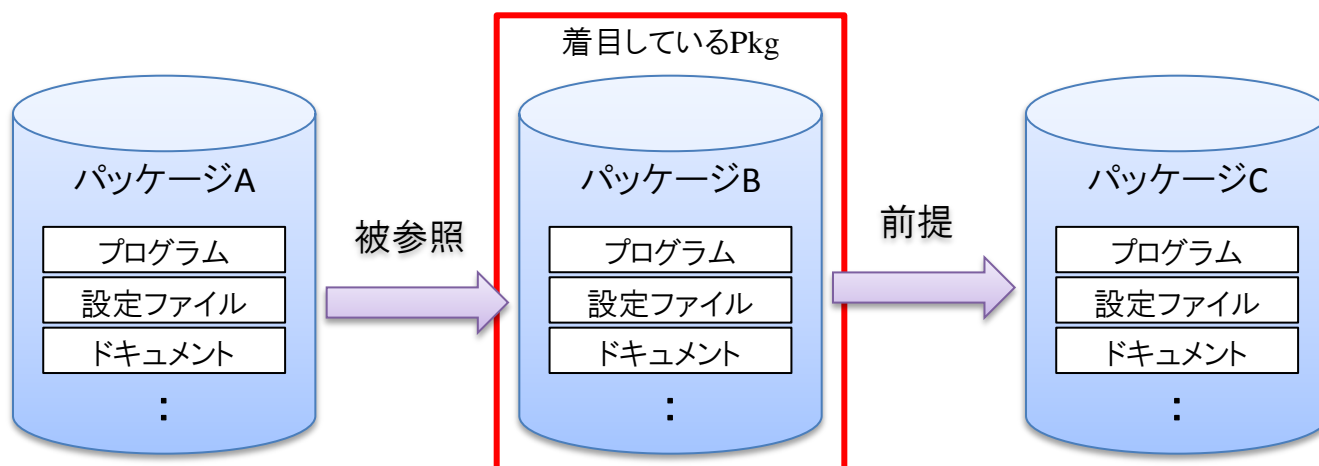 着目しているPkg
パッケージA
プログラム
設定ファイル
ドキュメント
：
被参照
パッケージB
プログラム
設定ファイル
ドキュメント
：
前提
パッケージC
プログラム
設定ファイル
ドキュメント
：